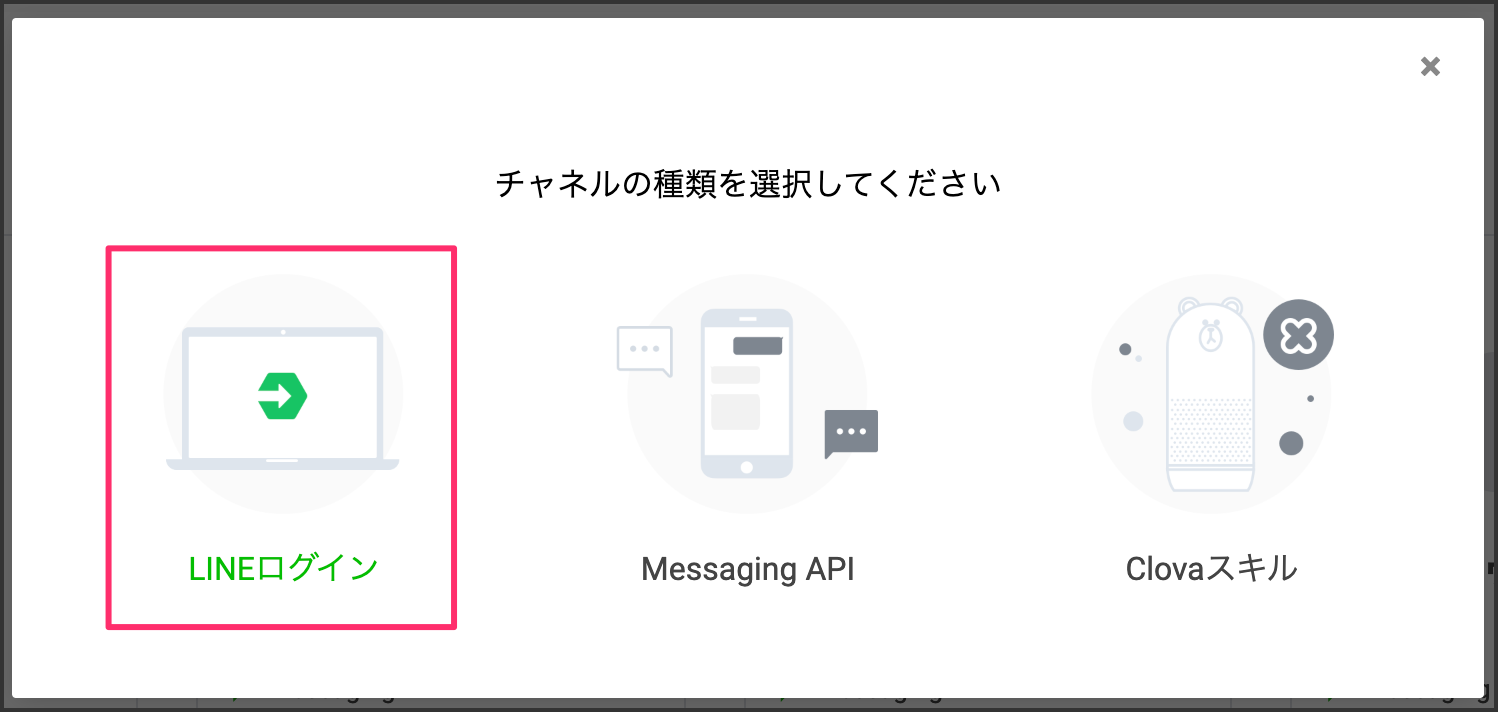 チャネルの種類を選択してください
LINEログイン
Messaging API
Clovaスキル